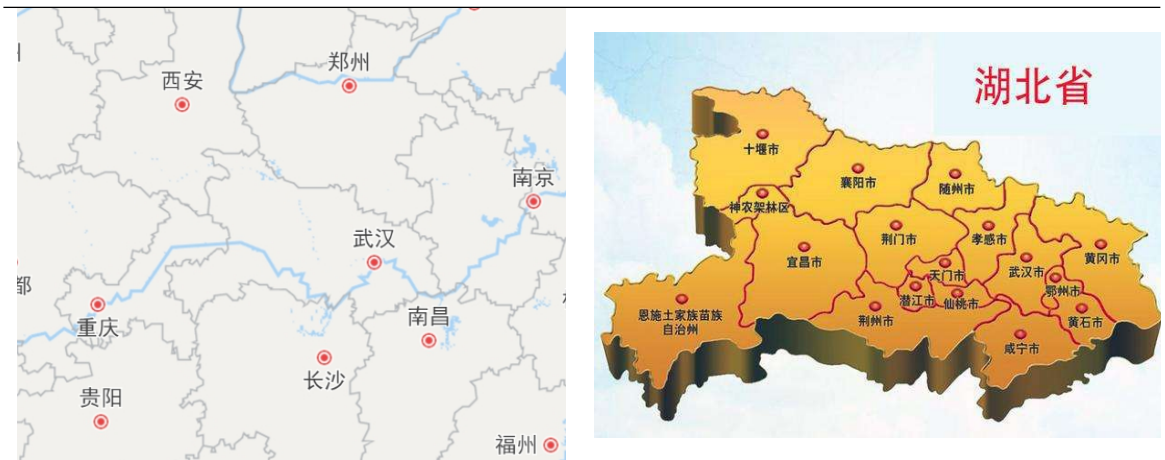 郑州
西安
南京
武汉
都
重庆
南昌
长沙
贵阳
福州
湖北省
十堰市
襄阳市
随州市
神农架林区
荆门市
孝感市
黄冈市
宜昌市
天门市
武汉市
鄂州市
潜江市
仙桃市
恩施土家族苗族
自治州
荆州市
黄石市
咸宁市